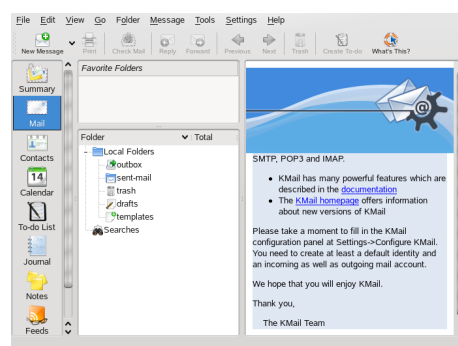 File Edit View Go Folder Message Tools Settings Help
New Message Print Check Mail Reply Forward Previous Next Trash Create To-do What's This?
Summary
Mail
Contacts
14
Calendar
To-do List
Journal
Notes
Feeds
Favorite Folders
Folder Total
Local Folders
outbox
sent-mail
trash
drafts
templates
Searches
@
SMTP, POP3 and IMAP.
• KMail has many powerful features which are
described in the documentation
• The KMail homepage offers information
about new versions of KMail
Please take a moment to fill in the KMail
configuration panel at Settings->Configure KMail.
You need to create at least a default identity and
an incoming as well as outgoing mail account.
We hope that you will enjoy KMail.
Thank you,
The KMail Team